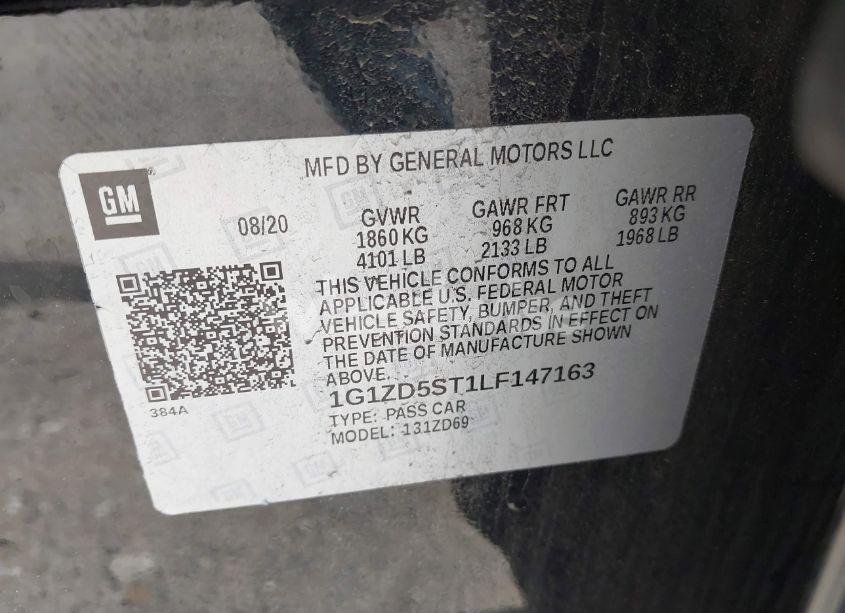 MFD BY GENERAL MOTORS LLC
GM
08/20
GVWR
1860 KG
4101 LB
GAWR FRT
968 KG
2133 LB
GAWR RR
893 KG
1968 LB
THIS VEHICLE CONFORMS TO ALL
APPLICABLE U.S. FEDERAL MOTOR
VEHICLE SAFETY, BUMPER, AND THEFT
PREVENTION STANDARDS IN EFFECT ON
THE DATE OF MANUFACTURE SHOWN
ABOVE.
1G1ZD5ST1LF147163
TYPE: PASS CAR
MODEL: 131ZD69
384A